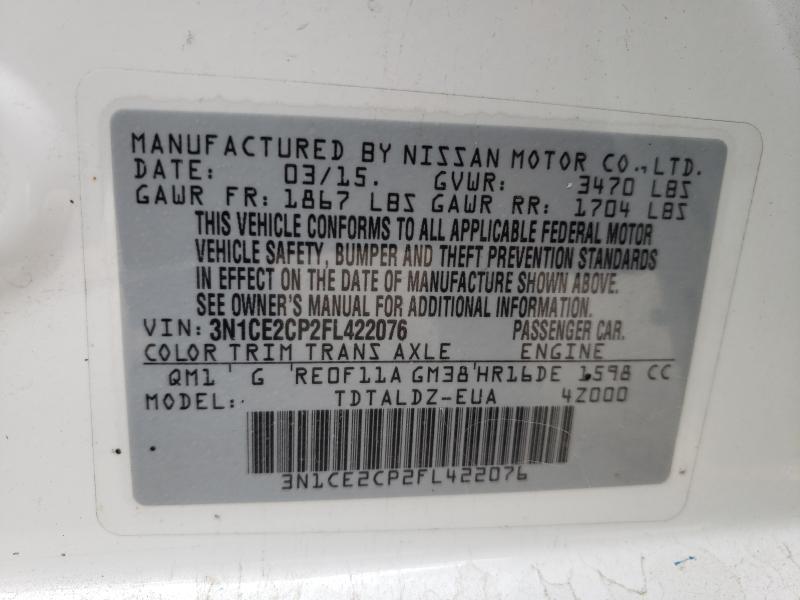 MANUFACTURED BY NISSAN MOTOR CO., LTD.
DATE: 03/15. GVWR: 3470 LBS
GAWR FR: 1867 LBS GAWR RR: 1704 LBS
THIS VEHICLE CONFORMS TO ALL APPLICABLE FEDERAL MOTOR
VEHICLE SAFETY, BUMPER AND THEFT PREVENTION STANDARDS
IN EFFECT ON THE DATE OF MANUFACTURE SHOWN ABOVE.
SEE OWNER'S MANUAL FOR ADDITIONAL INFORMATION.
VIN: 3N1CE2CP2FL422076 PASSENGER CAR.
COLOR TRIM TRANS AXLE ENGINE
QM1 G RE0F11A GM38 HR16DE 1.598 CC
MODEL: TDTALDZ-EUA 4Z000
3N1CE2CP2FL422076